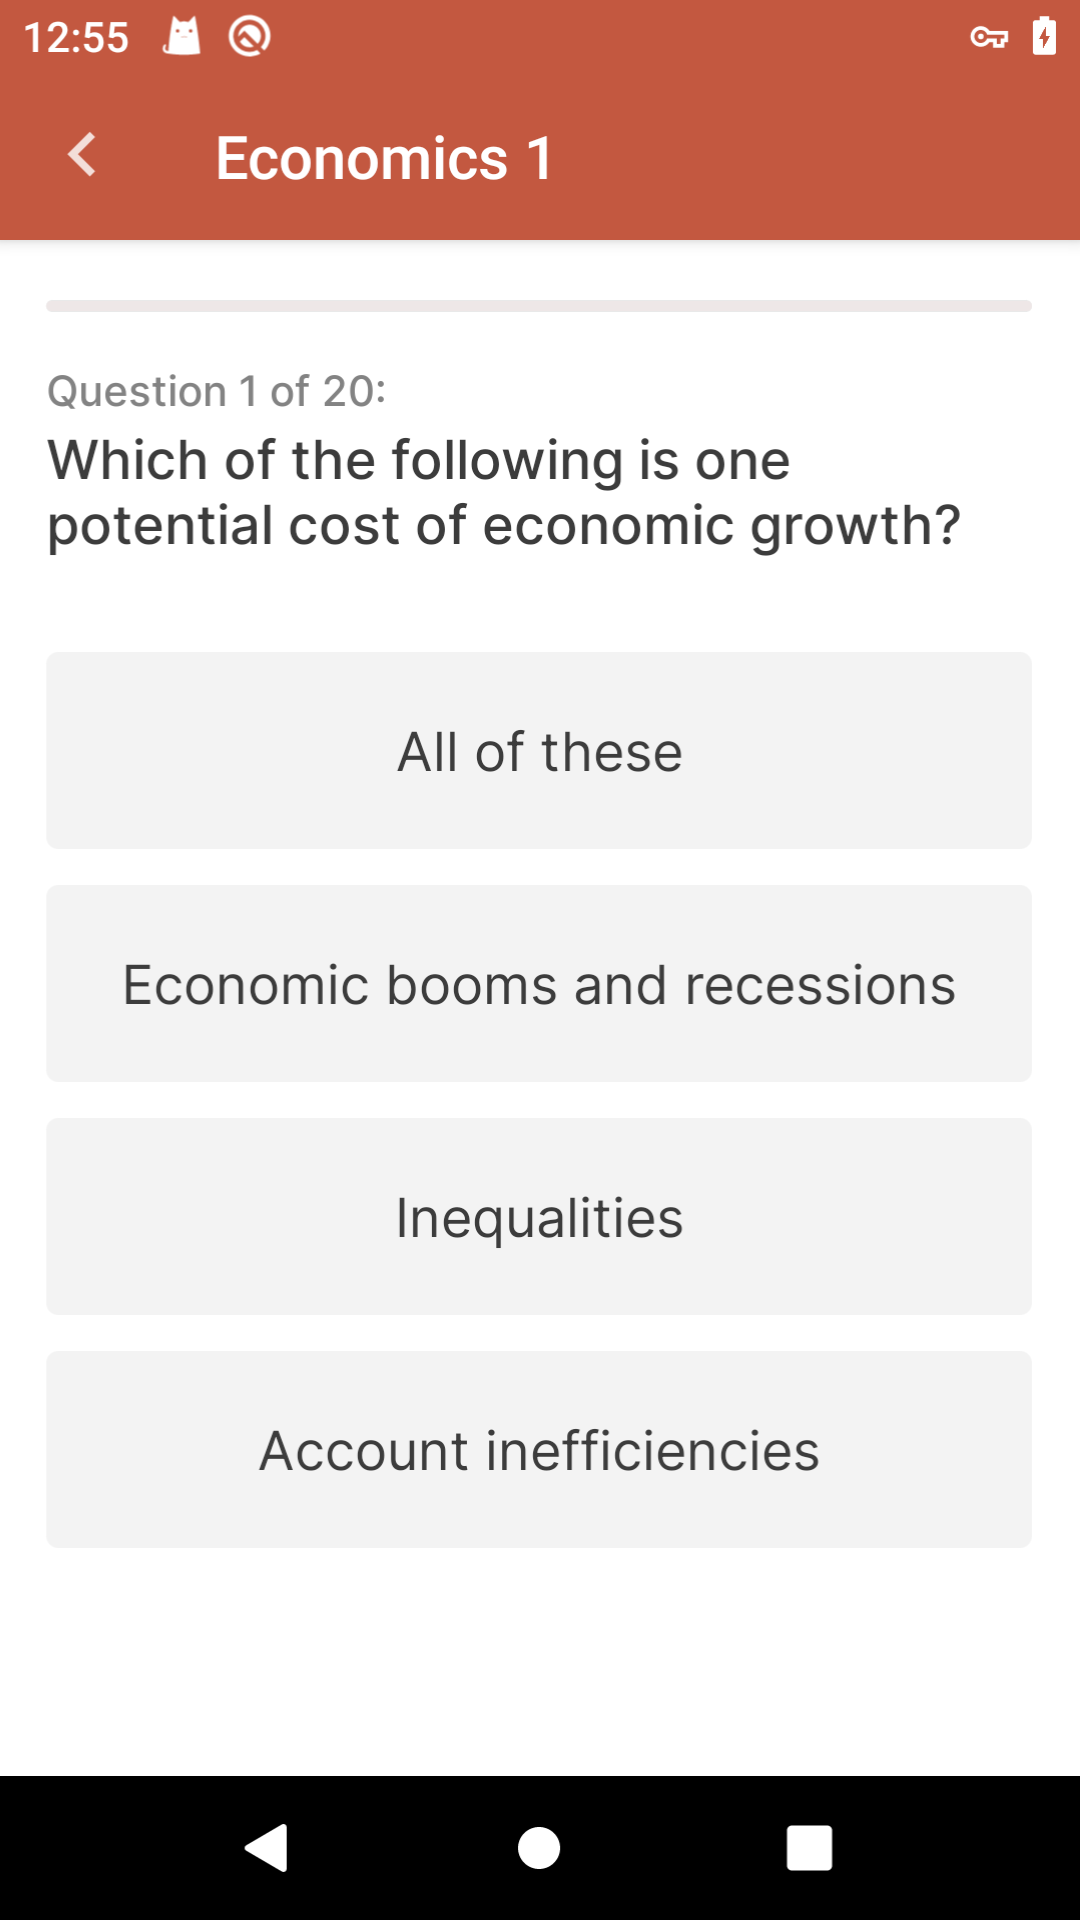 12:55
Economics 1
Question 1 of 20:
Which of the following is one
potential cost of economic growth?
All of these
Economic booms and recessions
Inequalities
Account inefficiencies